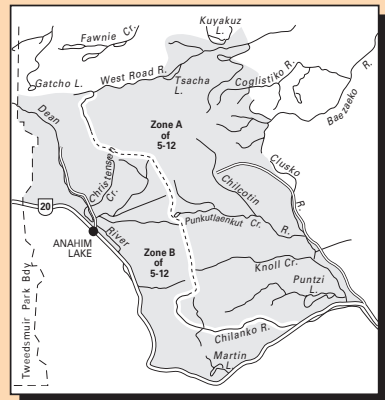 Kuyakuz
L.
Fawnie Cr.
Gatcho L.
West Road R.
Tsacha
L.
Coglistiko R.
Baezaeko R.
Dean
River
Zone A
of
5-12
Christensen
Cr.
Clusko
R.
Chilcotin
R.
20
Punkutlaenkut Cr.
ANAHIM
LAKE
Zone B
of
5-12
Knoll Cr.
Puntzi
L.
Tweedsmuir Park Bdy
Chilanko R.
Martin
L.